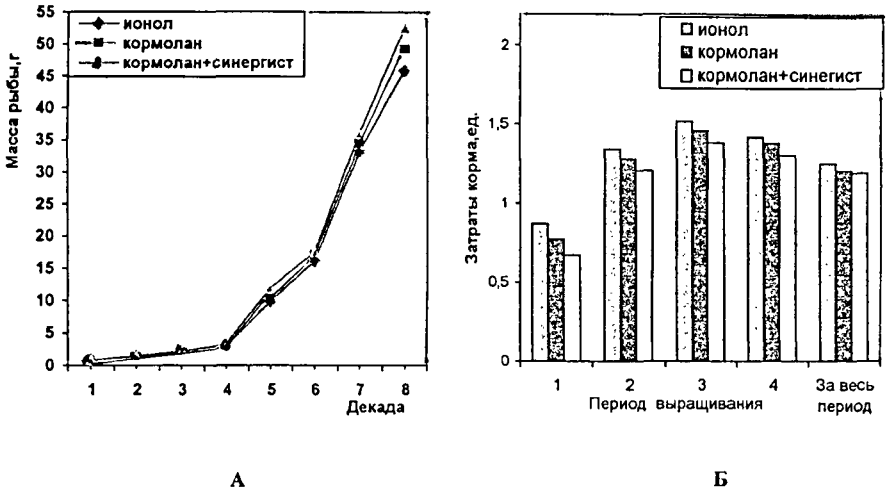 55
50
45
40
35
30
25
20
15
10
5
0
Масса рыбы,г
ионол
кормолан
кормолан+синергист
1 2 3 4 5 6 7 8
Декада
А
2
1,5
1
0,5
0
Затраты корма,ед.
ионол
кормолан
кормолан+синегист
1 2 3 4 За весь
Период выращивания период
Б